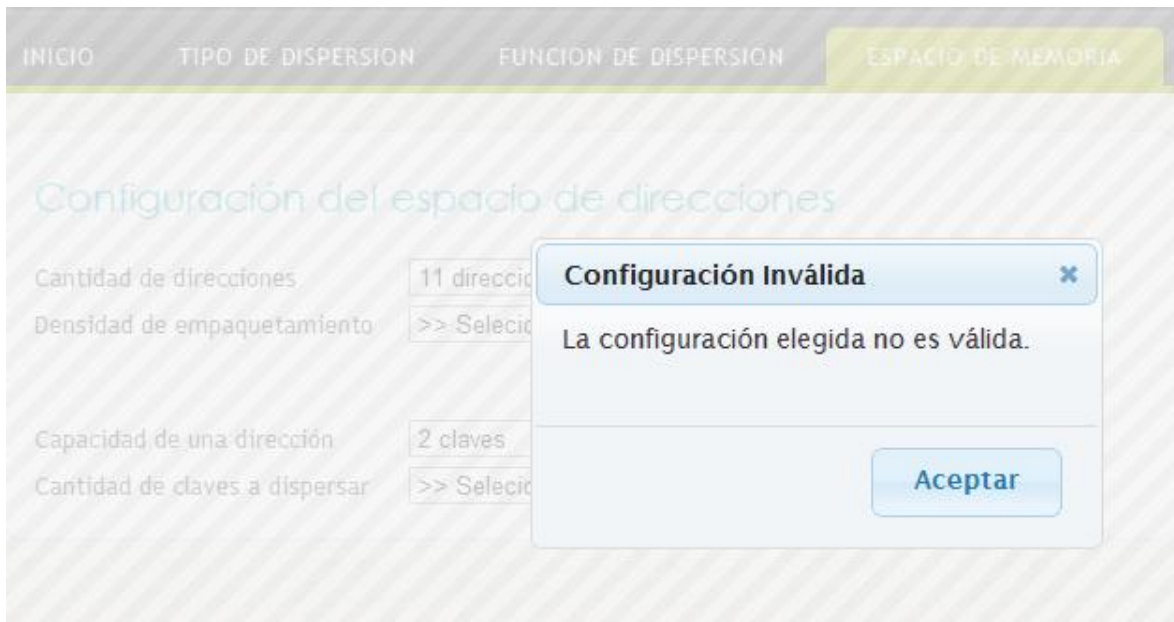 INICIO TIPO DE DISPERSION FUNCION DE DISPERSION ESPACIO DE MEMORIA
Configuración del espacio de direcciones
Cantidad de direcciones 11
Densidad de empaquetamiento >>
Configuración Inválida
La configuración elegida no es válida.
Capacidad de una dirección 2 claves
Cantidad de claves a dispersar >>
Aceptar